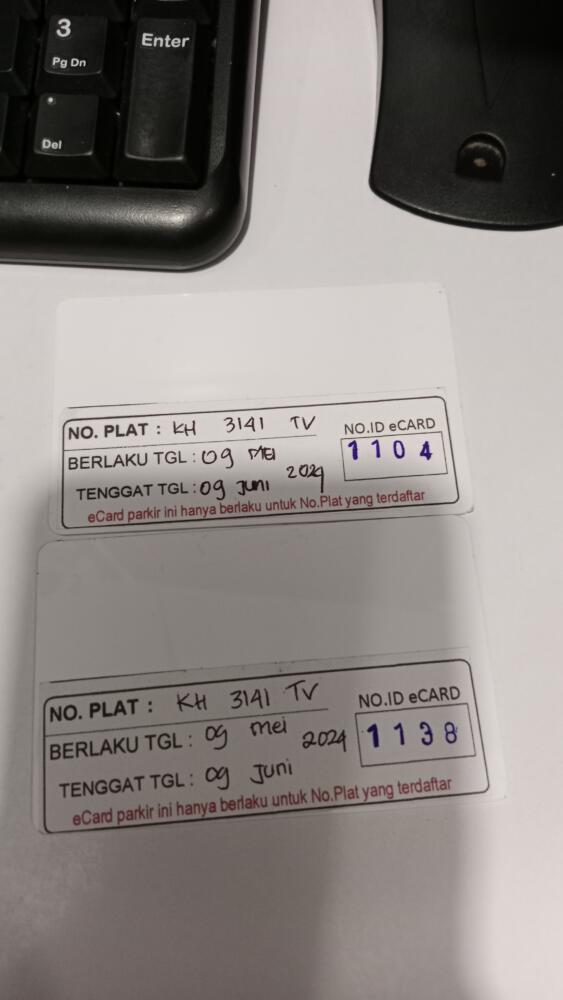 3
Pg Dn
Enter
.
Del
NO. PLAT : KH 3141 TV
NO.ID eCARD
BERLAKU TGL : 09 MEI
1104
2024
TENGGAT TGL : 09 Juni
eCard parkir ini hanya berlaku untuk No.Plat yang terdaftar
NO. PLAT : KH 3141 TV
NO.ID eCARD
BERLAKU TGL : 09 mei
2024
1138
TENGGAT TGL : 09 Juni
eCard parkir ini hanya berlaku untuk No.Plat yang terdaftar